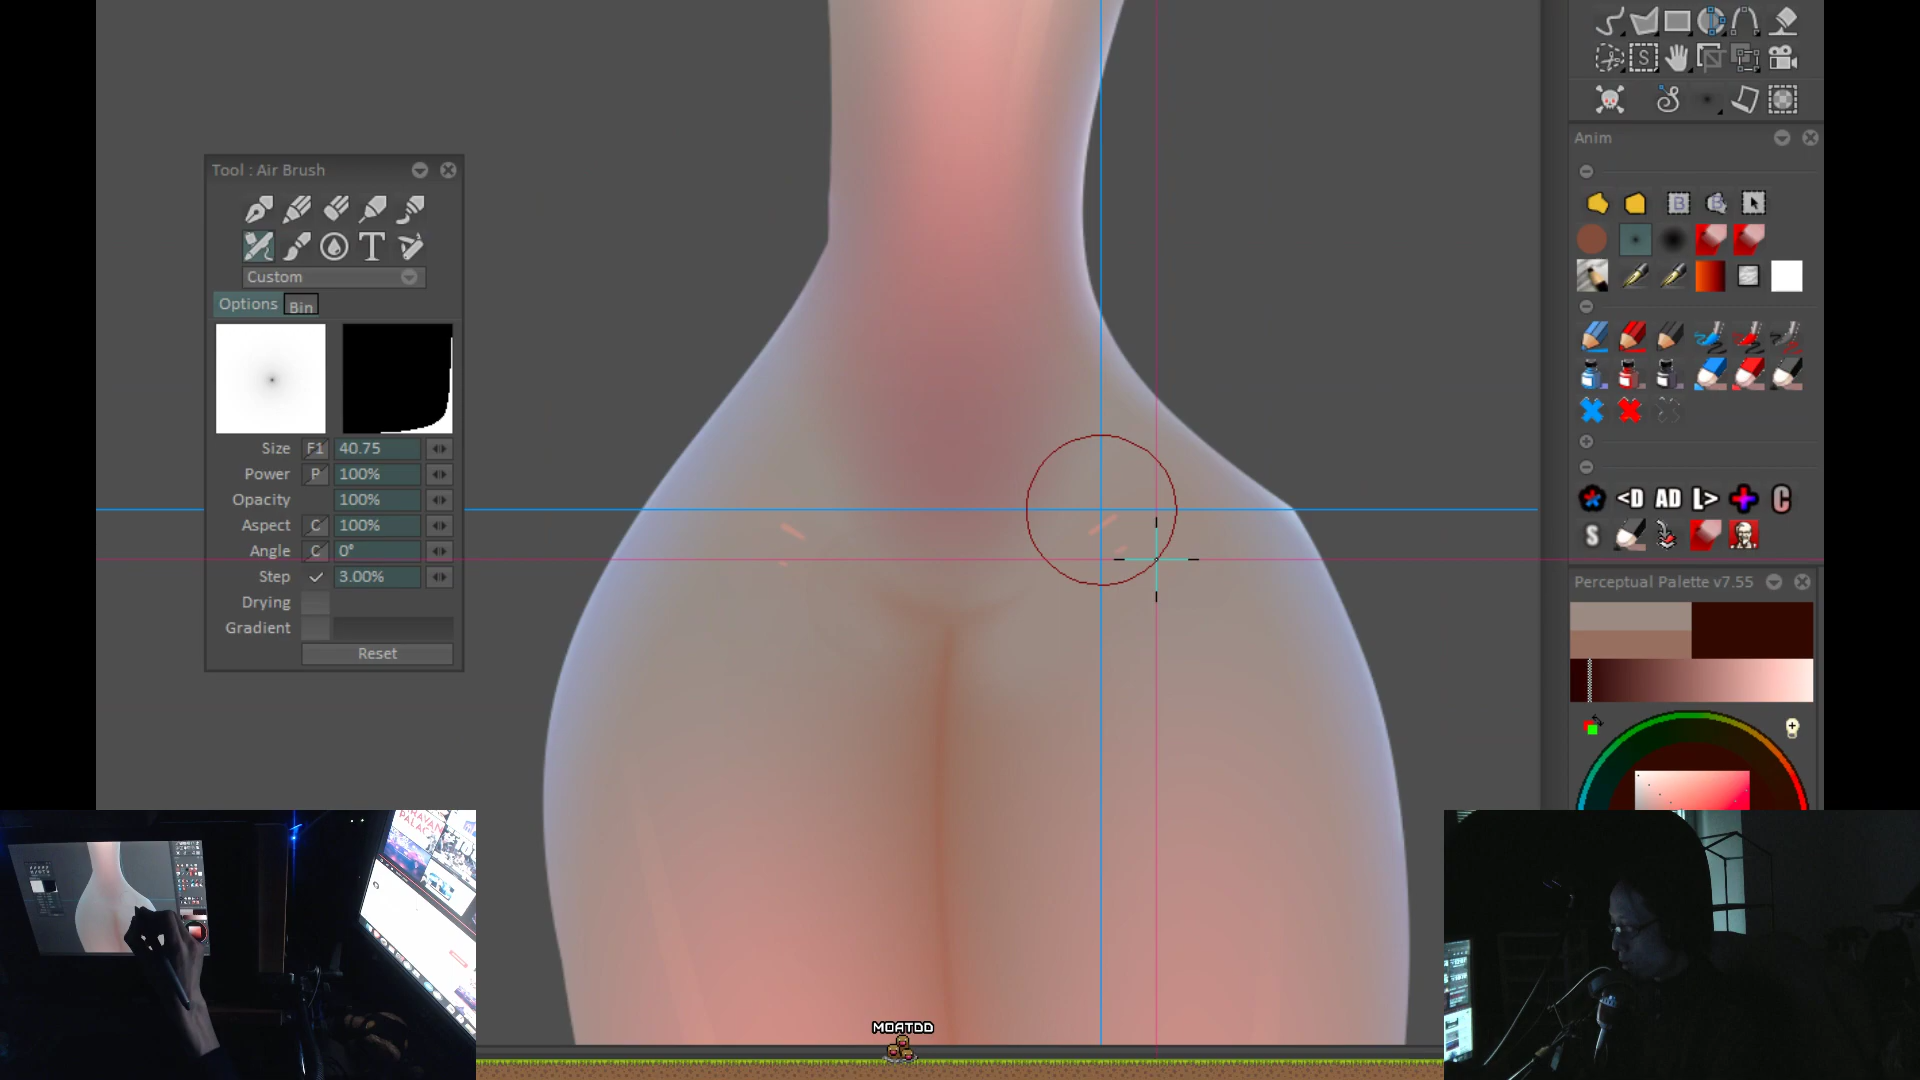 Tool : Air Brush
T
Custom
Options
Bin
Size F1 40.75
Power P 100%
Opacity 100%
Aspect C 100%
Angle C 0°
Step 3.00%
Drying
Gradient
Reset
S
Anim
B B
<D AD L> C
S
Perceptual Palette v7.55
MOATDD
PALAC